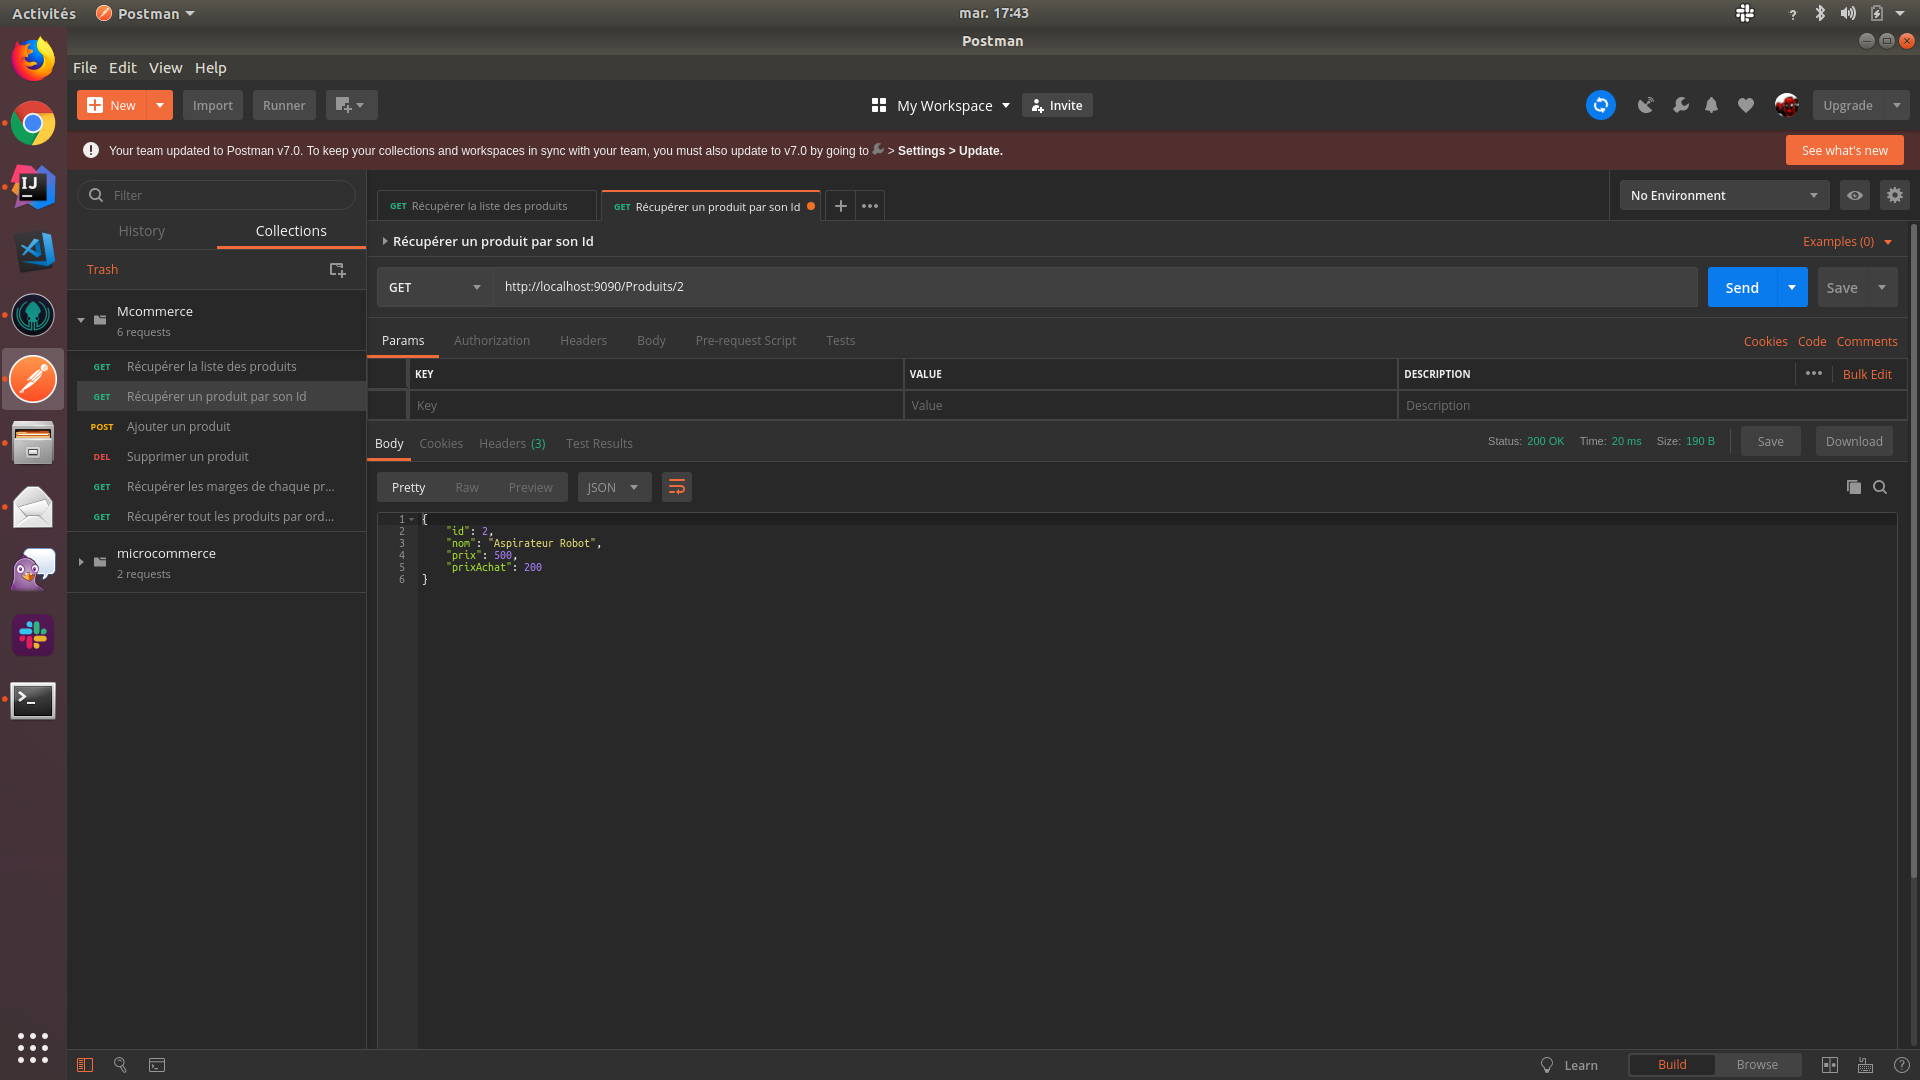 Activités Postman mar. 17:43
Postman
File Edit View Help
New Import Runner My Workspace Invite Upgrade
Your team updated to Postman v7.0. To keep your collections and workspaces in sync with your team, you must also update to v7.0 by going to > Settings > Update. See what's new
Filter
History Collections
Trash
Mcommerce
6 requests
GET Récupérer la liste des produits
GET Récupérer un produit par son Id
POST Ajouter un produit
DEL Supprimer un produit
GET Récupérer les marges de chaque pr...
GET Récupérer tout les produits par ord...
microcommerce
2 requests
GET Récupérer la liste des produits GET Récupérer un produit par son Id No Environment
Récupérer un produit par son Id Examples (0)
GET http://localhost:9090/Produits/2 Send Save
Params Authorization Headers Body Pre-request Script Tests Cookies Code Comments
KEY VALUE DESCRIPTION Bulk Edit
Key Value Description
Body Cookies Headers (3) Test Results Status: 200 OK Time: 20 ms Size: 190 B Save Download
Pretty Raw Preview JSON
1 {
2 "id": 2,
3 "nom": "Aspirateur Robot",
4 "prix": 500,
5 "prixAchat": 200
6 }
Learn Build Browse
IJ